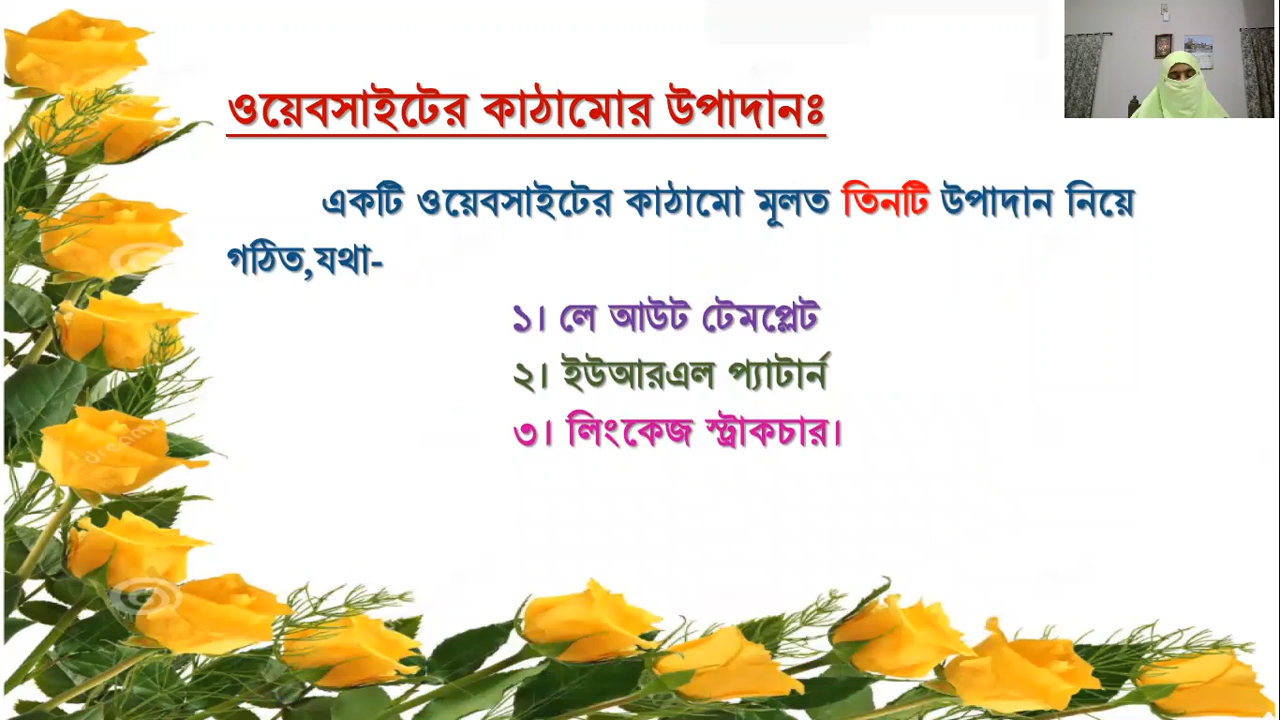 ওয়েবসাইটের কাঠামোর উপাদানঃ
একটি ওয়েবসাইটের কাঠামো মূলত তিনটি উপাদান নিয়ে
গঠিত,যথা-
১। লে আউট টেমপ্লেট
২। ইউআরএল প্যাটার্ন
৩। লিংকেজ স্ট্রাকচার।